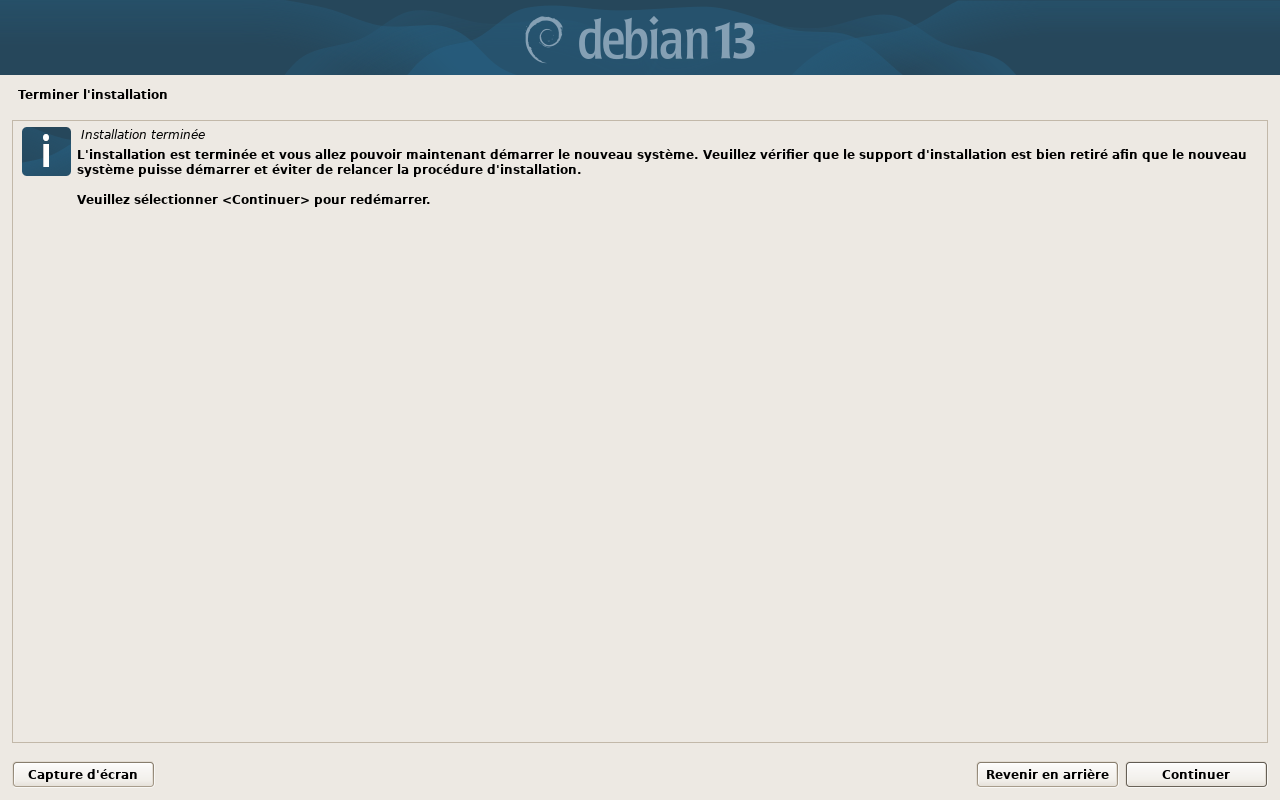 debian 13
Terminer l'installation
Installation terminée
L'installation est terminée et vous allez pouvoir maintenant démarrer le nouveau système. Veuillez vérifier que le support d'installation est bien retiré afin que le nouveau
système puisse démarrer et éviter de relancer la procédure d'installation.
Veuillez sélectionner <Continuer> pour redémarrer.
Capture d'écran
Revenir en arrière
Continuer